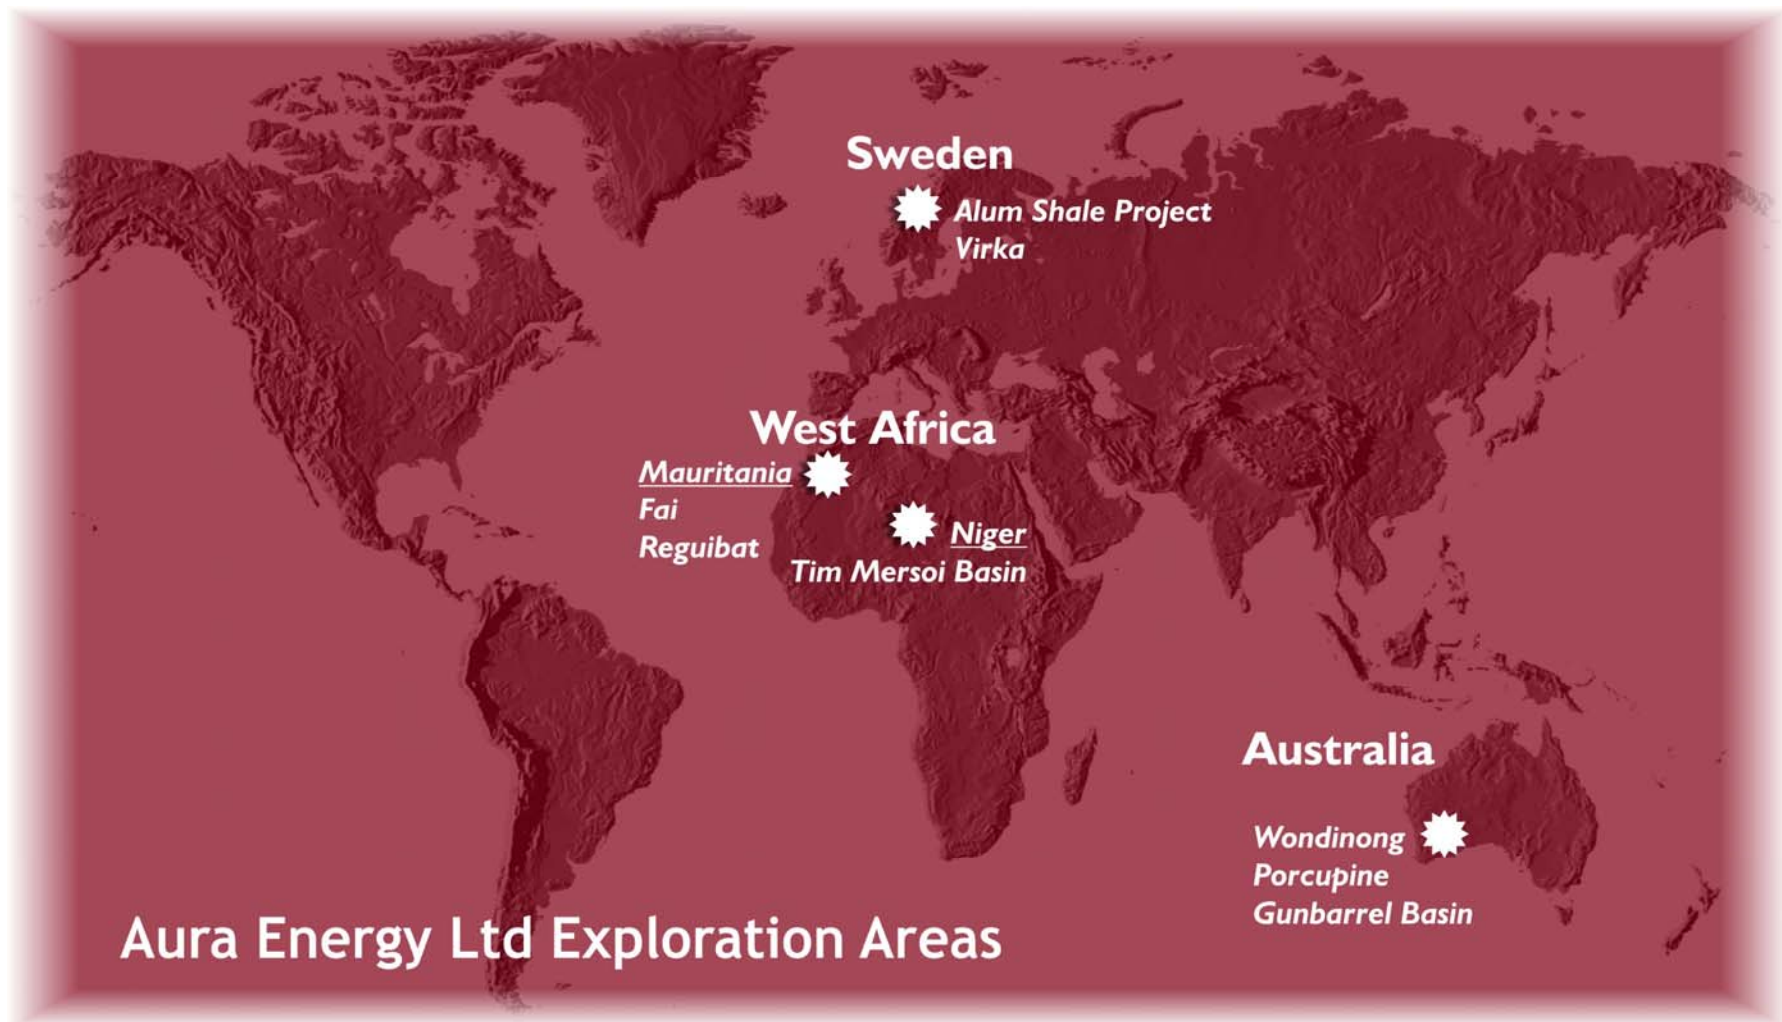 Sweden
Alum Shale Project
Virka
West Africa
Mauritania
Fai
Reguibat
Niger
Tim Mersoi Basin
Australia
Wondinong
Porcupine
Gunbarrel Basin
Aura Energy Ltd Exploration Areas